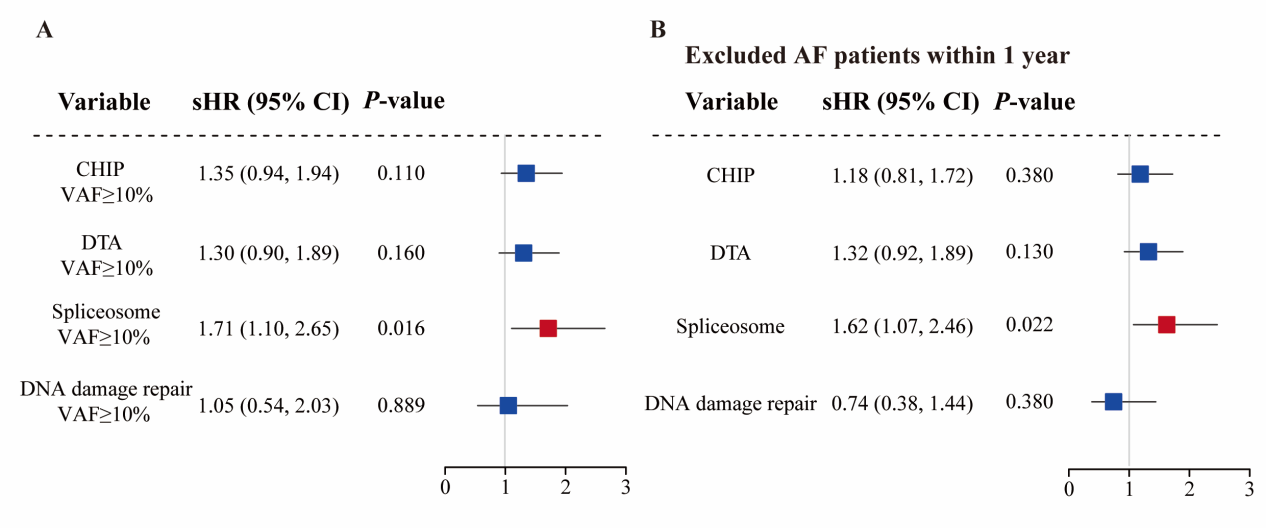 A
Variable sHR (95% CI) P-value
CHIP
VAF≥10%
1.35 (0.94, 1.94) 0.110
DTA
VAF≥10%
1.30 (0.90, 1.89) 0.160
Spliceosome
VAF≥10%
1.71 (1.10, 2.65) 0.016
DNA damage repair
VAF≥10%
1.05 (0.54, 2.03) 0.889
0 1 2 3
B
Excluded AF patients within 1 year
Variable sHR (95% CI) P-value
CHIP 1.18 (0.81, 1.72) 0.380
DTA 1.32 (0.92, 1.89) 0.130
Spliceosome 1.62 (1.07, 2.46) 0.022
DNA damage repair 0.74 (0.38, 1.44) 0.380
0 1 2 3